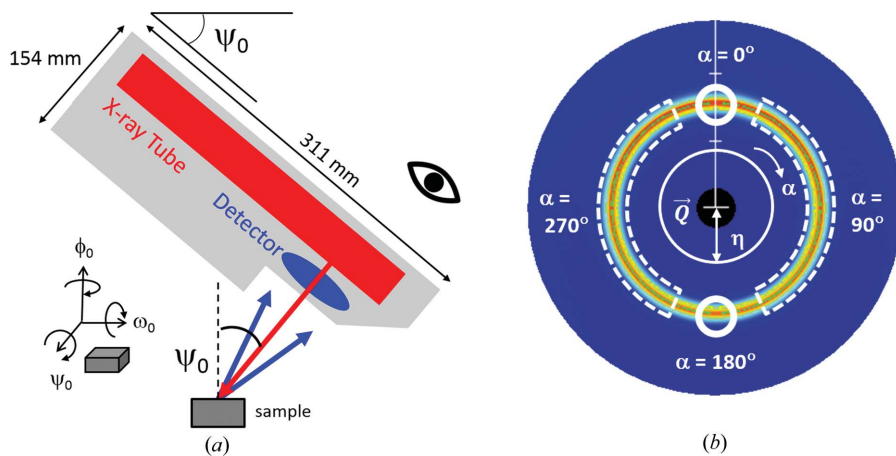 ψ₀
154 mm
X-ray Tube
311 mm
Detector
ϕ₀
ω₀
ψ₀
ψ₀
sample
(a)
α = 0°
α
α =
270°
Q
η
α =
90°
α = 180°
(b)